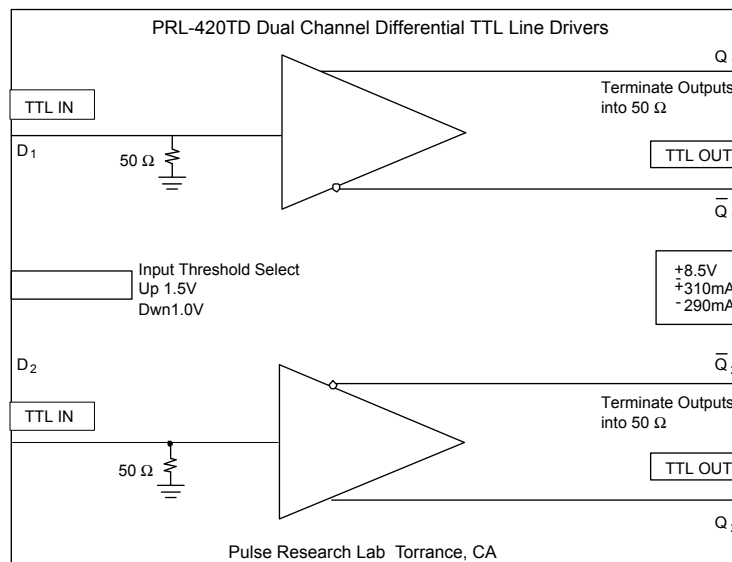 PRL-420TD Dual Channel Differential TTL Line Drivers
Q
TTL IN
Terminate Outputs
into 50 Ω
D1
50 Ω
TTL OUT
Q̅
Input Threshold Select
Up 1.5V
Dwn1.0V
±8.5V
+310mA
-290mA
D2
Q̅
TTL IN
Terminate Outputs
into 50 Ω
50 Ω
TTL OUT
Q
Pulse Research Lab Torrance, CA